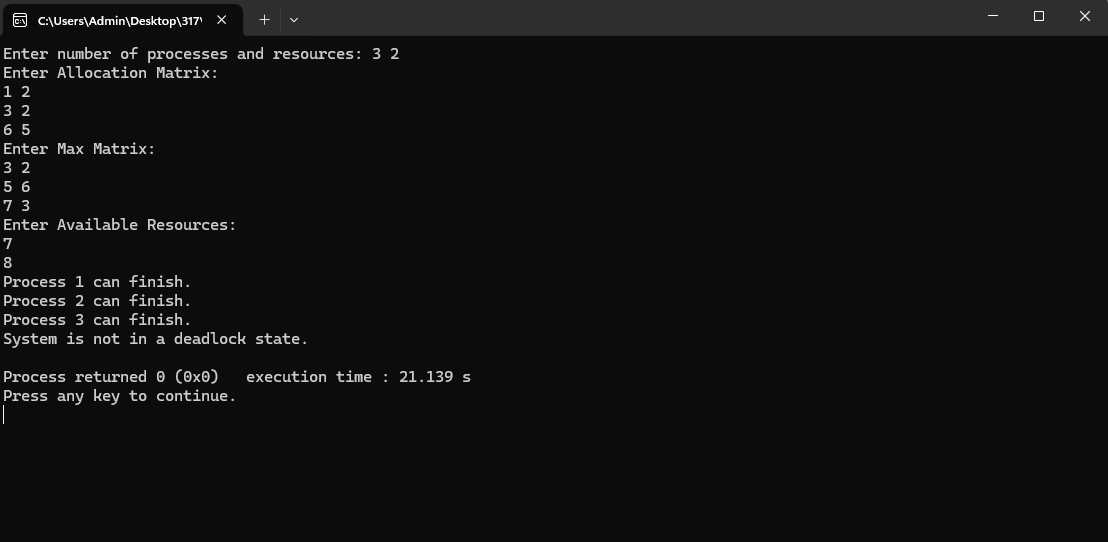 C:\Users\Admin\Desktop\317\
Enter number of processes and resources: 3 2
Enter Allocation Matrix:
1 2
3 2
6 5
Enter Max Matrix:
3 2
5 6
7 3
Enter Available Resources:
7
8
Process 1 can finish.
Process 2 can finish.
Process 3 can finish.
System is not in a deadlock state.
Process returned 0 (0x0)   execution time : 21.139 s
Press any key to continue.